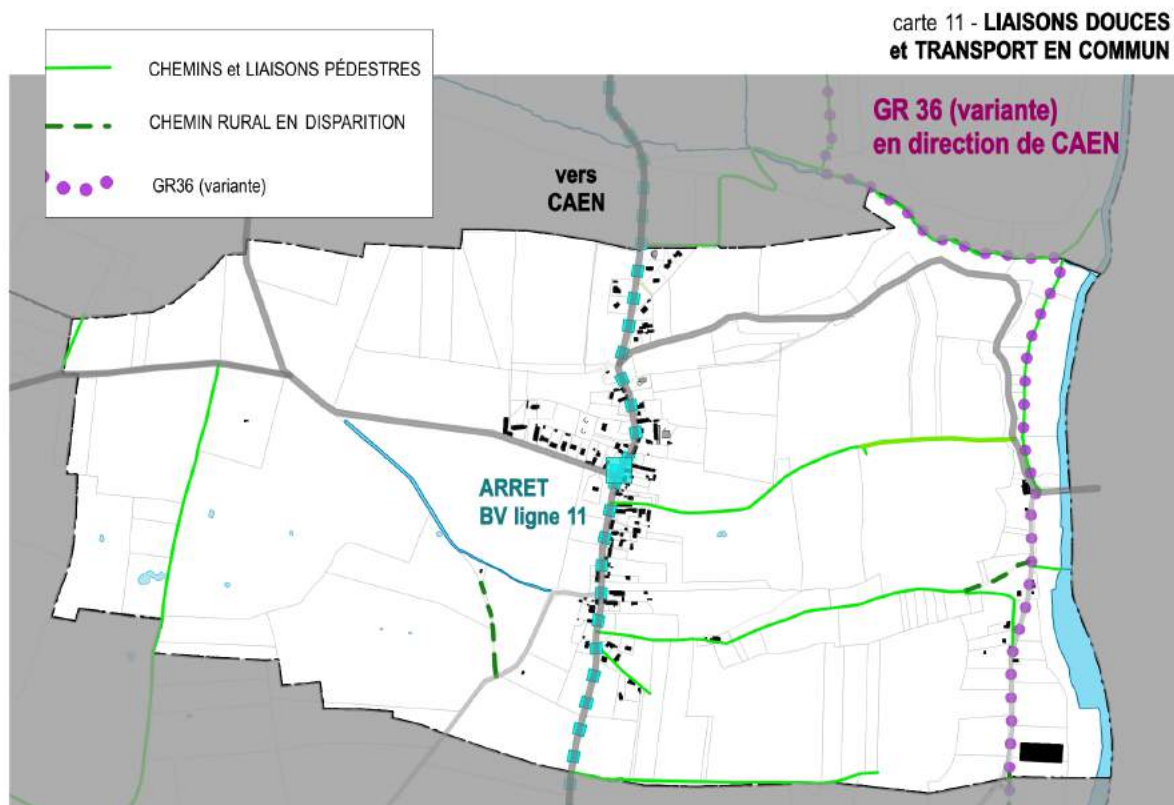 carte 11 - LIAISONS DOUCES
et TRANSPORT EN COMMUN
CHEMINS et LIAISONS PÉDESTRES
CHEMIN RURAL EN DISPARITION
GR36 (variante)
GR 36 (variante)
en direction de CAEN
vers
CAEN
ARRET
BV ligne 11